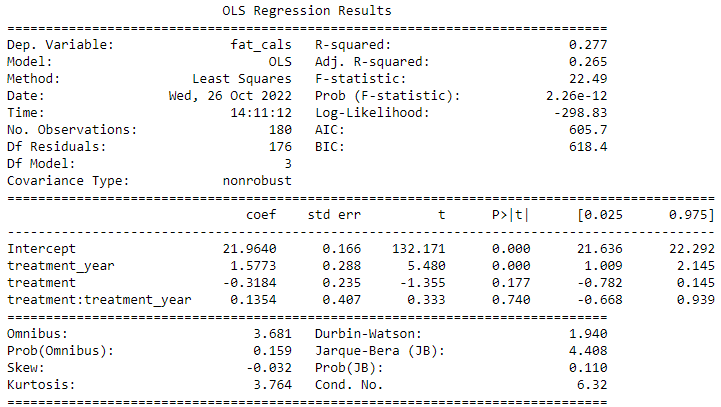 OLS Regression Results
==============================================================================
Dep. Variable: fat_cals R-squared: 0.277
Model: OLS Adj. R-squared: 0.265
Method: Least Squares F-statistic: 22.49
Date: Wed, 26 Oct 2022 Prob (F-statistic): 2.26e-12
Time: 14:11:12 Log-Likelihood: -298.83
No. Observations: 180 AIC: 605.7
Df Residuals: 176 BIC: 618.4
Df Model: 3
Covariance Type: nonrobust
============================================================================================
coef std err t P>|t| [0.025 0.975]
--------------------------------------------------------------------------------------------
Intercept 21.9640 0.166 132.171 0.000 21.636 22.292
treatment_year 1.5773 0.288 5.480 0.000 1.009 2.145
treatment -0.3184 0.235 -1.355 0.177 -0.782 0.145
treatment:treatment_year 0.1354 0.407 0.333 0.740 -0.668 0.939
==============================================================================
Omnibus: 3.681 Durbin-Watson: 1.940
Prob(Omnibus): 0.159 Jarque-Bera (JB): 4.408
Skew: -0.032 Prob(JB): 0.110
Kurtosis: 3.764 Cond. No. 6.32
==============================================================================